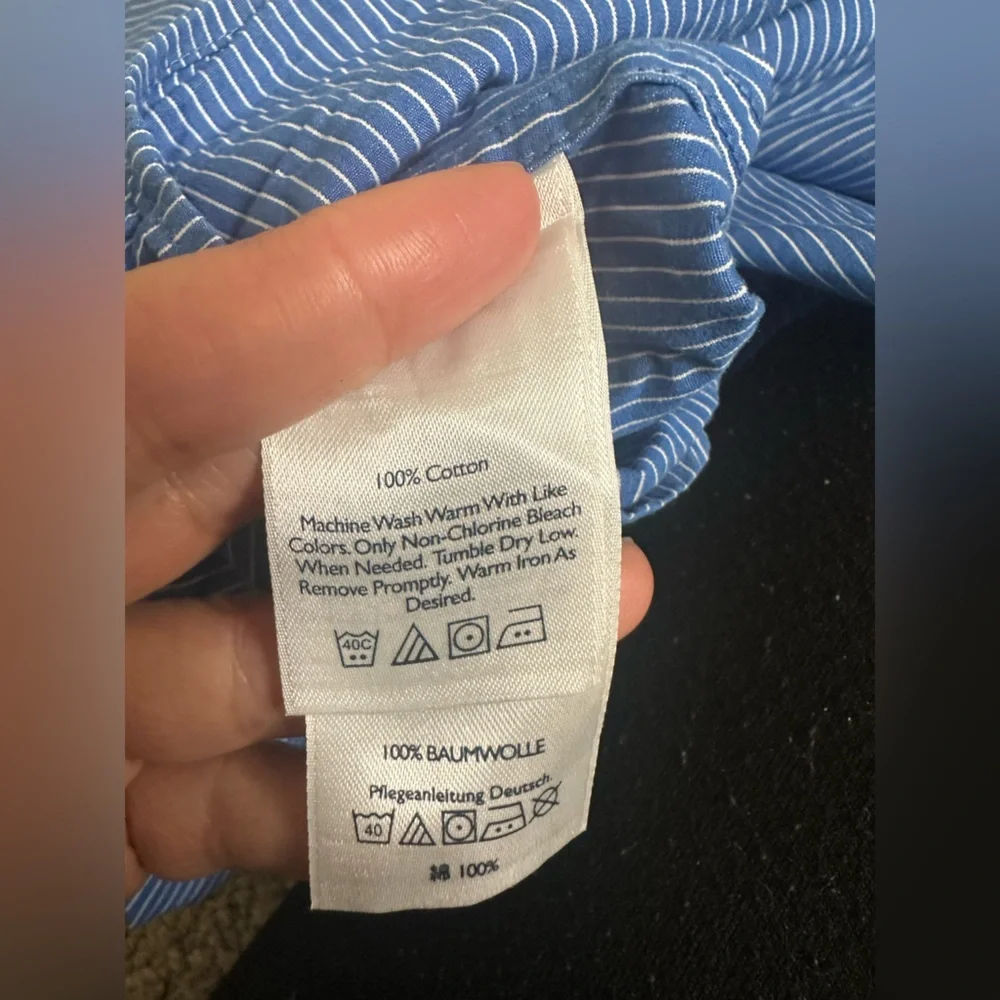 100% Cotton
Machine Wash Warm With Like
Colors. Only Non-Chlorine Bleach
When Needed. Tumble Dry Low.
Remove Promptly. Warm Iron As
Desired.
40C
100% BAUMWOLLE
Pflegeanleitung Deutsch.
40
綿 100%